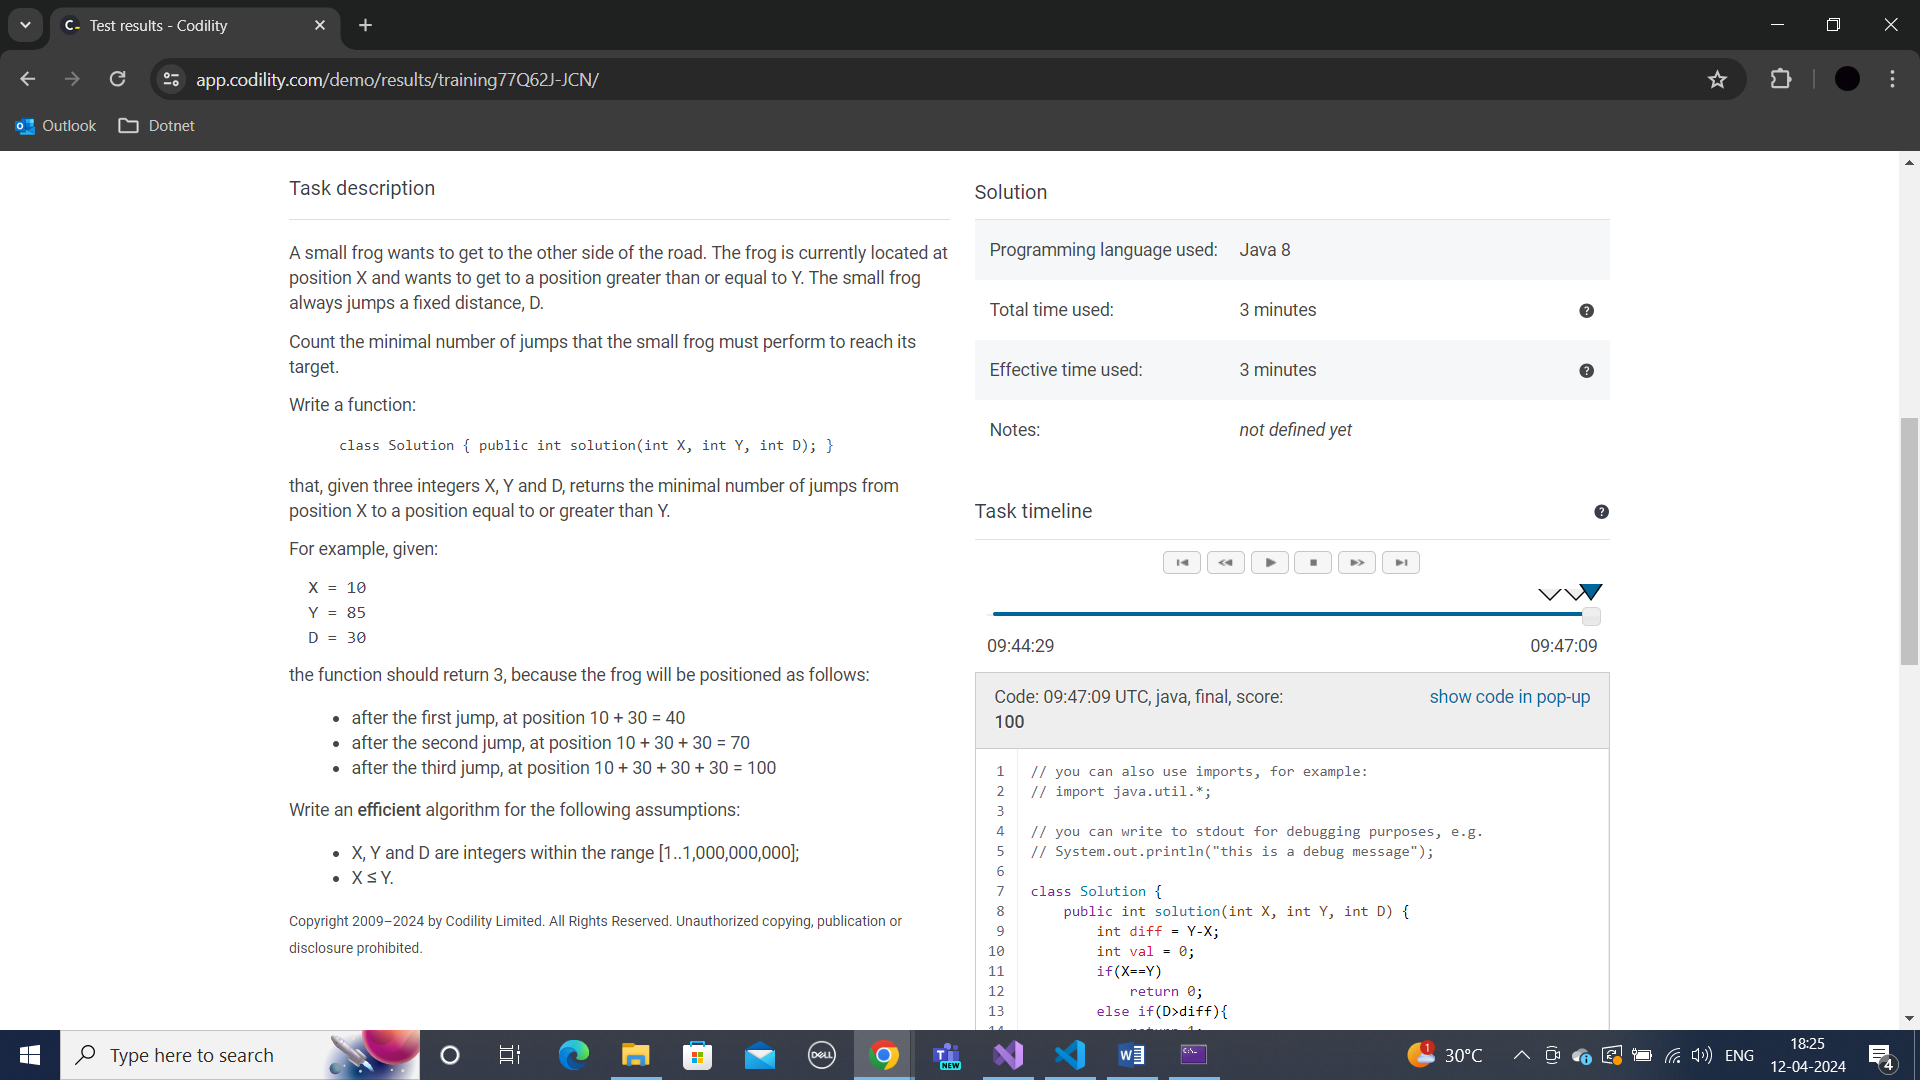 Test results - Codility
app.codility.com/demo/results/training77Q62J-JCN/
Outlook
Dotnet
Task description
A small frog wants to get to the other side of the road. The frog is currently located at
position X and wants to get to a position greater than or equal to Y. The small frog
always jumps a fixed distance, D.
Count the minimal number of jumps that the small frog must perform to reach its
target.
Write a function:
class Solution { public int solution(int X, int Y, int D); }
that, given three integers X, Y and D, returns the minimal number of jumps from
position X to a position equal to or greater than Y.
For example, given:
X = 10
Y = 85
D = 30
the function should return 3, because the frog will be positioned as follows:
• after the first jump, at position 10 + 30 = 40
• after the second jump, at position 10 + 30 + 30 = 70
• after the third jump, at position 10 + 30 + 30 + 30 = 100
Write an efficient algorithm for the following assumptions:
• X, Y and D are integers within the range [1..1,000,000,000];
• X ≤ Y.
Copyright 2009–2024 by Codility Limited. All Rights Reserved. Unauthorized copying, publication or
disclosure prohibited.
Solution
Programming language used: Java 8
Total time used: 3 minutes
Effective time used: 3 minutes
Notes: not defined yet
Task timeline
09:44:29
09:47:09
Code: 09:47:09 UTC, java, final, score:
100
show code in pop-up
1 // you can also use imports, for example:
2 // import java.util.*;
3
4 // you can write to stdout for debugging purposes, e.g.
5 // System.out.println("this is a debug message");
6
7 class Solution {
8 public int solution(int X, int Y, int D) {
9 int diff = Y-X;
10 int val = 0;
11 if(X==Y)
12 return 0;
13 else if(D>diff){
Type here to search
DELL
NEW
1
30°C
ENG
18:25
12-04-2024
4